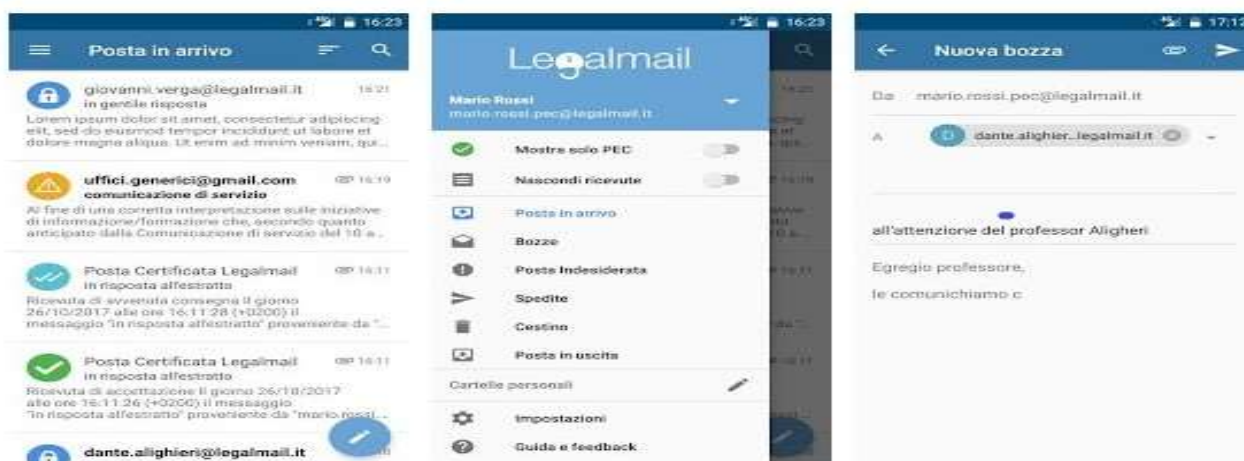 16:23
Posta in arrivo
giovanni.verga@legalmail.it 16:21
in gentile risposta
Lorem ipsum dolor sit amet, consectetur adipiscing
elit, sed do eiusmod tempor incididunt ut labore et
dolore magna aliqua. Ut enim ad minim veniam, qui...
uffici.generici@gmail.com 16:19
comunicazione di servizio
Al fine di una corretta interpretazione sulle iniziative
di informazione/formazione che, secondo quanto
anticipato dalla Comunicazione di servizio del 10 a...
Posta Certificata Legalmail 16:11
in risposta all'estratto
Ricevuta di avvenuta consegna Il giorno
26/10/2017 alle ore 16:11:28 (+0200) il
messaggio "in risposta all'estratto" proveniente da "...
Posta Certificata Legalmail 16:11
in risposta all'estratto
Ricevuta di accettazione Il giorno 26/10/2017
alle ore 16:11:26 (+0200) il messaggio
"in risposta all'estratto" proveniente da "mario.rossi...
dante.alighieri@legalmail.it
16:23
Legalmail
Mario Rossi
mario.rossi.pec@legalmail.it
Mostra solo PEC
Nascondi ricevute
Posta in arrivo
Bozze
Posta Indesiderata
Spedite
Cestino
Posta in uscita
Cartelle personali
Impostazioni
Guida e feedback
17:12
Nuova bozza
Da mario.rossi.pec@legalmail.it
A D dante.alighier..legalmail.it
all'attenzione del professor Aligheri
Egregio professore,
le comunichiamo c